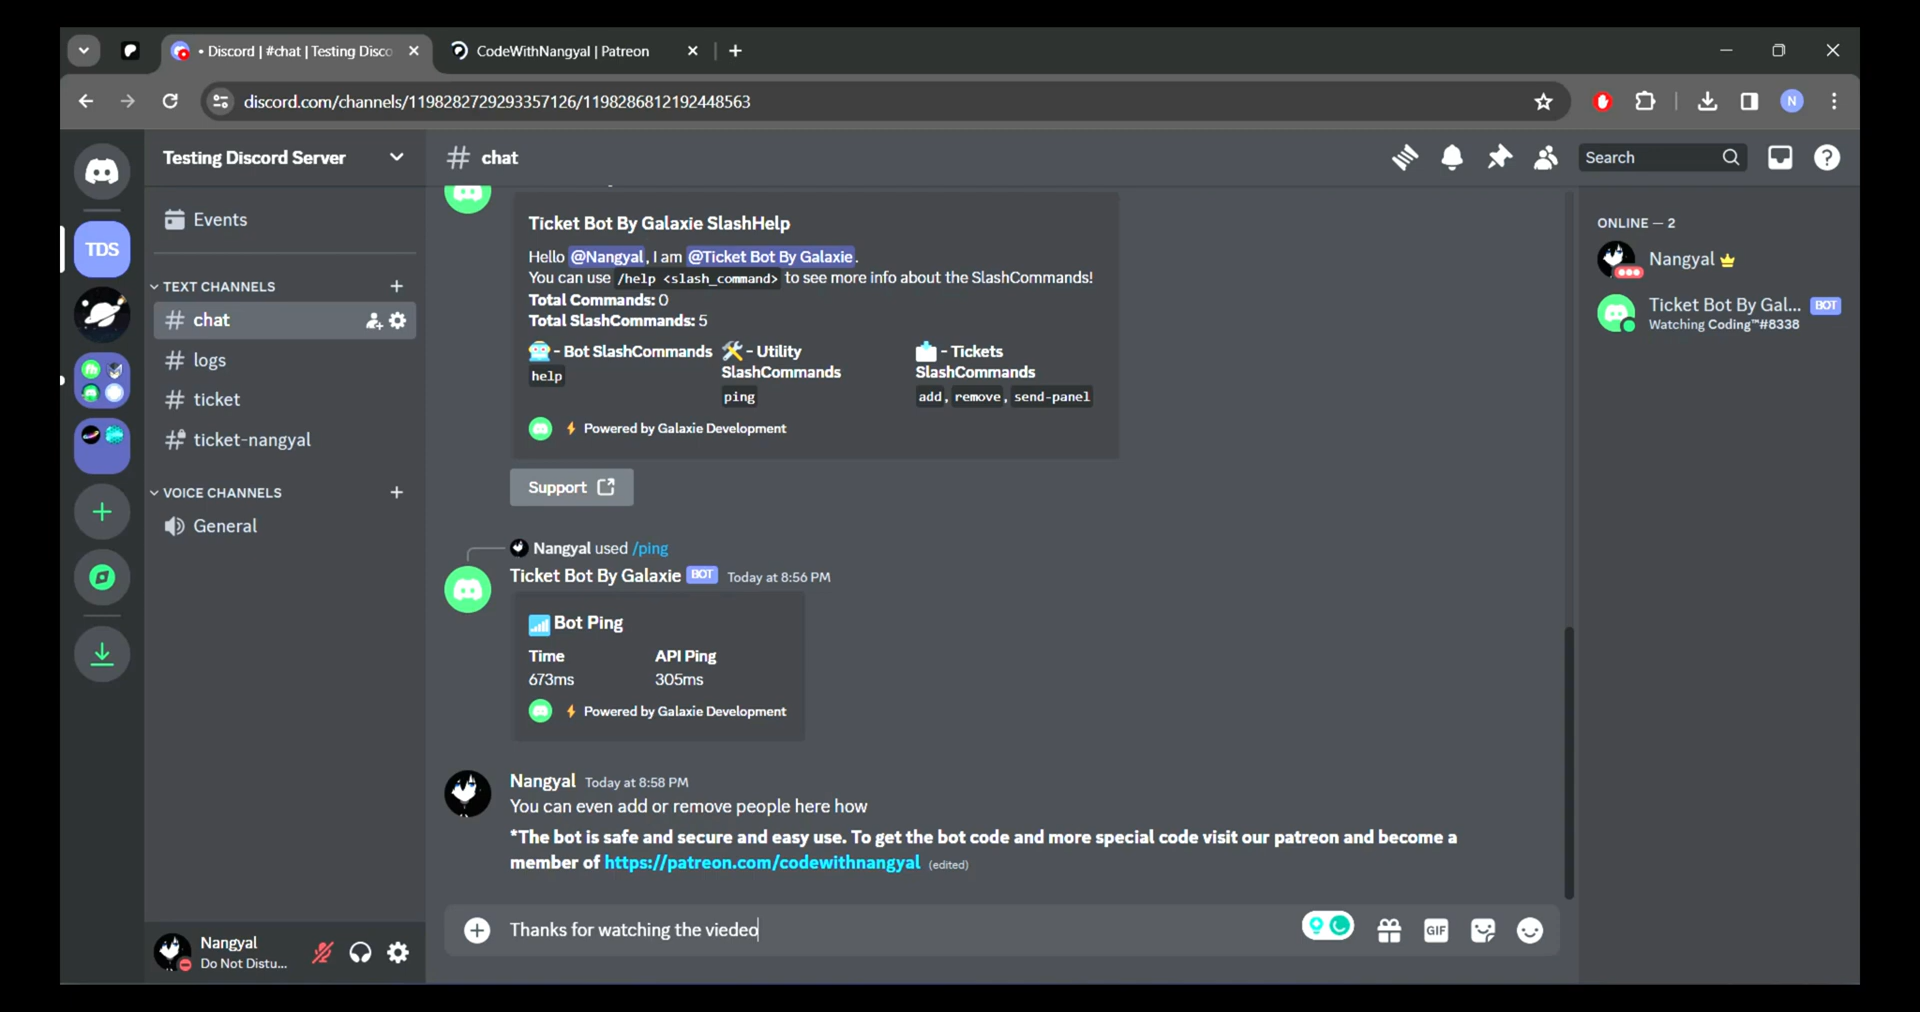 • Discord | #chat | Testing Disco
CodeWithNangyal | Patreon
discord.com/channels/1198282729293357126/1198286812192448563
N
Testing Discord Server
# chat
Search
TDS
Events
TEXT CHANNELS
# chat
# logs
# ticket
# ticket-nangyal
VOICE CHANNELS
General
Ticket Bot By Galaxie SlashHelp
Hello @Nangyal, I am @Ticket Bot By Galaxie.
You can use /help <slash_command> to see more info about the SlashCommands!
Total Commands: 0
Total SlashCommands: 5
- Bot SlashCommands
help
- Utility
SlashCommands
ping
- Tickets
SlashCommands
add, remove, send-panel
Powered by Galaxie Development
Support
Nangyal used /ping
Ticket Bot By Galaxie BOT Today at 8:56 PM
Bot Ping
Time API Ping
673ms 305ms
Powered by Galaxie Development
Nangyal Today at 8:58 PM
You can even add or remove people here how
*The bot is safe and secure and easy use. To get the bot code and more special code visit our patreon and become a
member of https://patreon.com/codewithnangyal (edited)
Thanks for watching the viedeo
GIF
ONLINE — 2
Nangyal
Ticket Bot By Gal... BOT
Watching Coding™#8338
Nangyal
Do Not Distu...